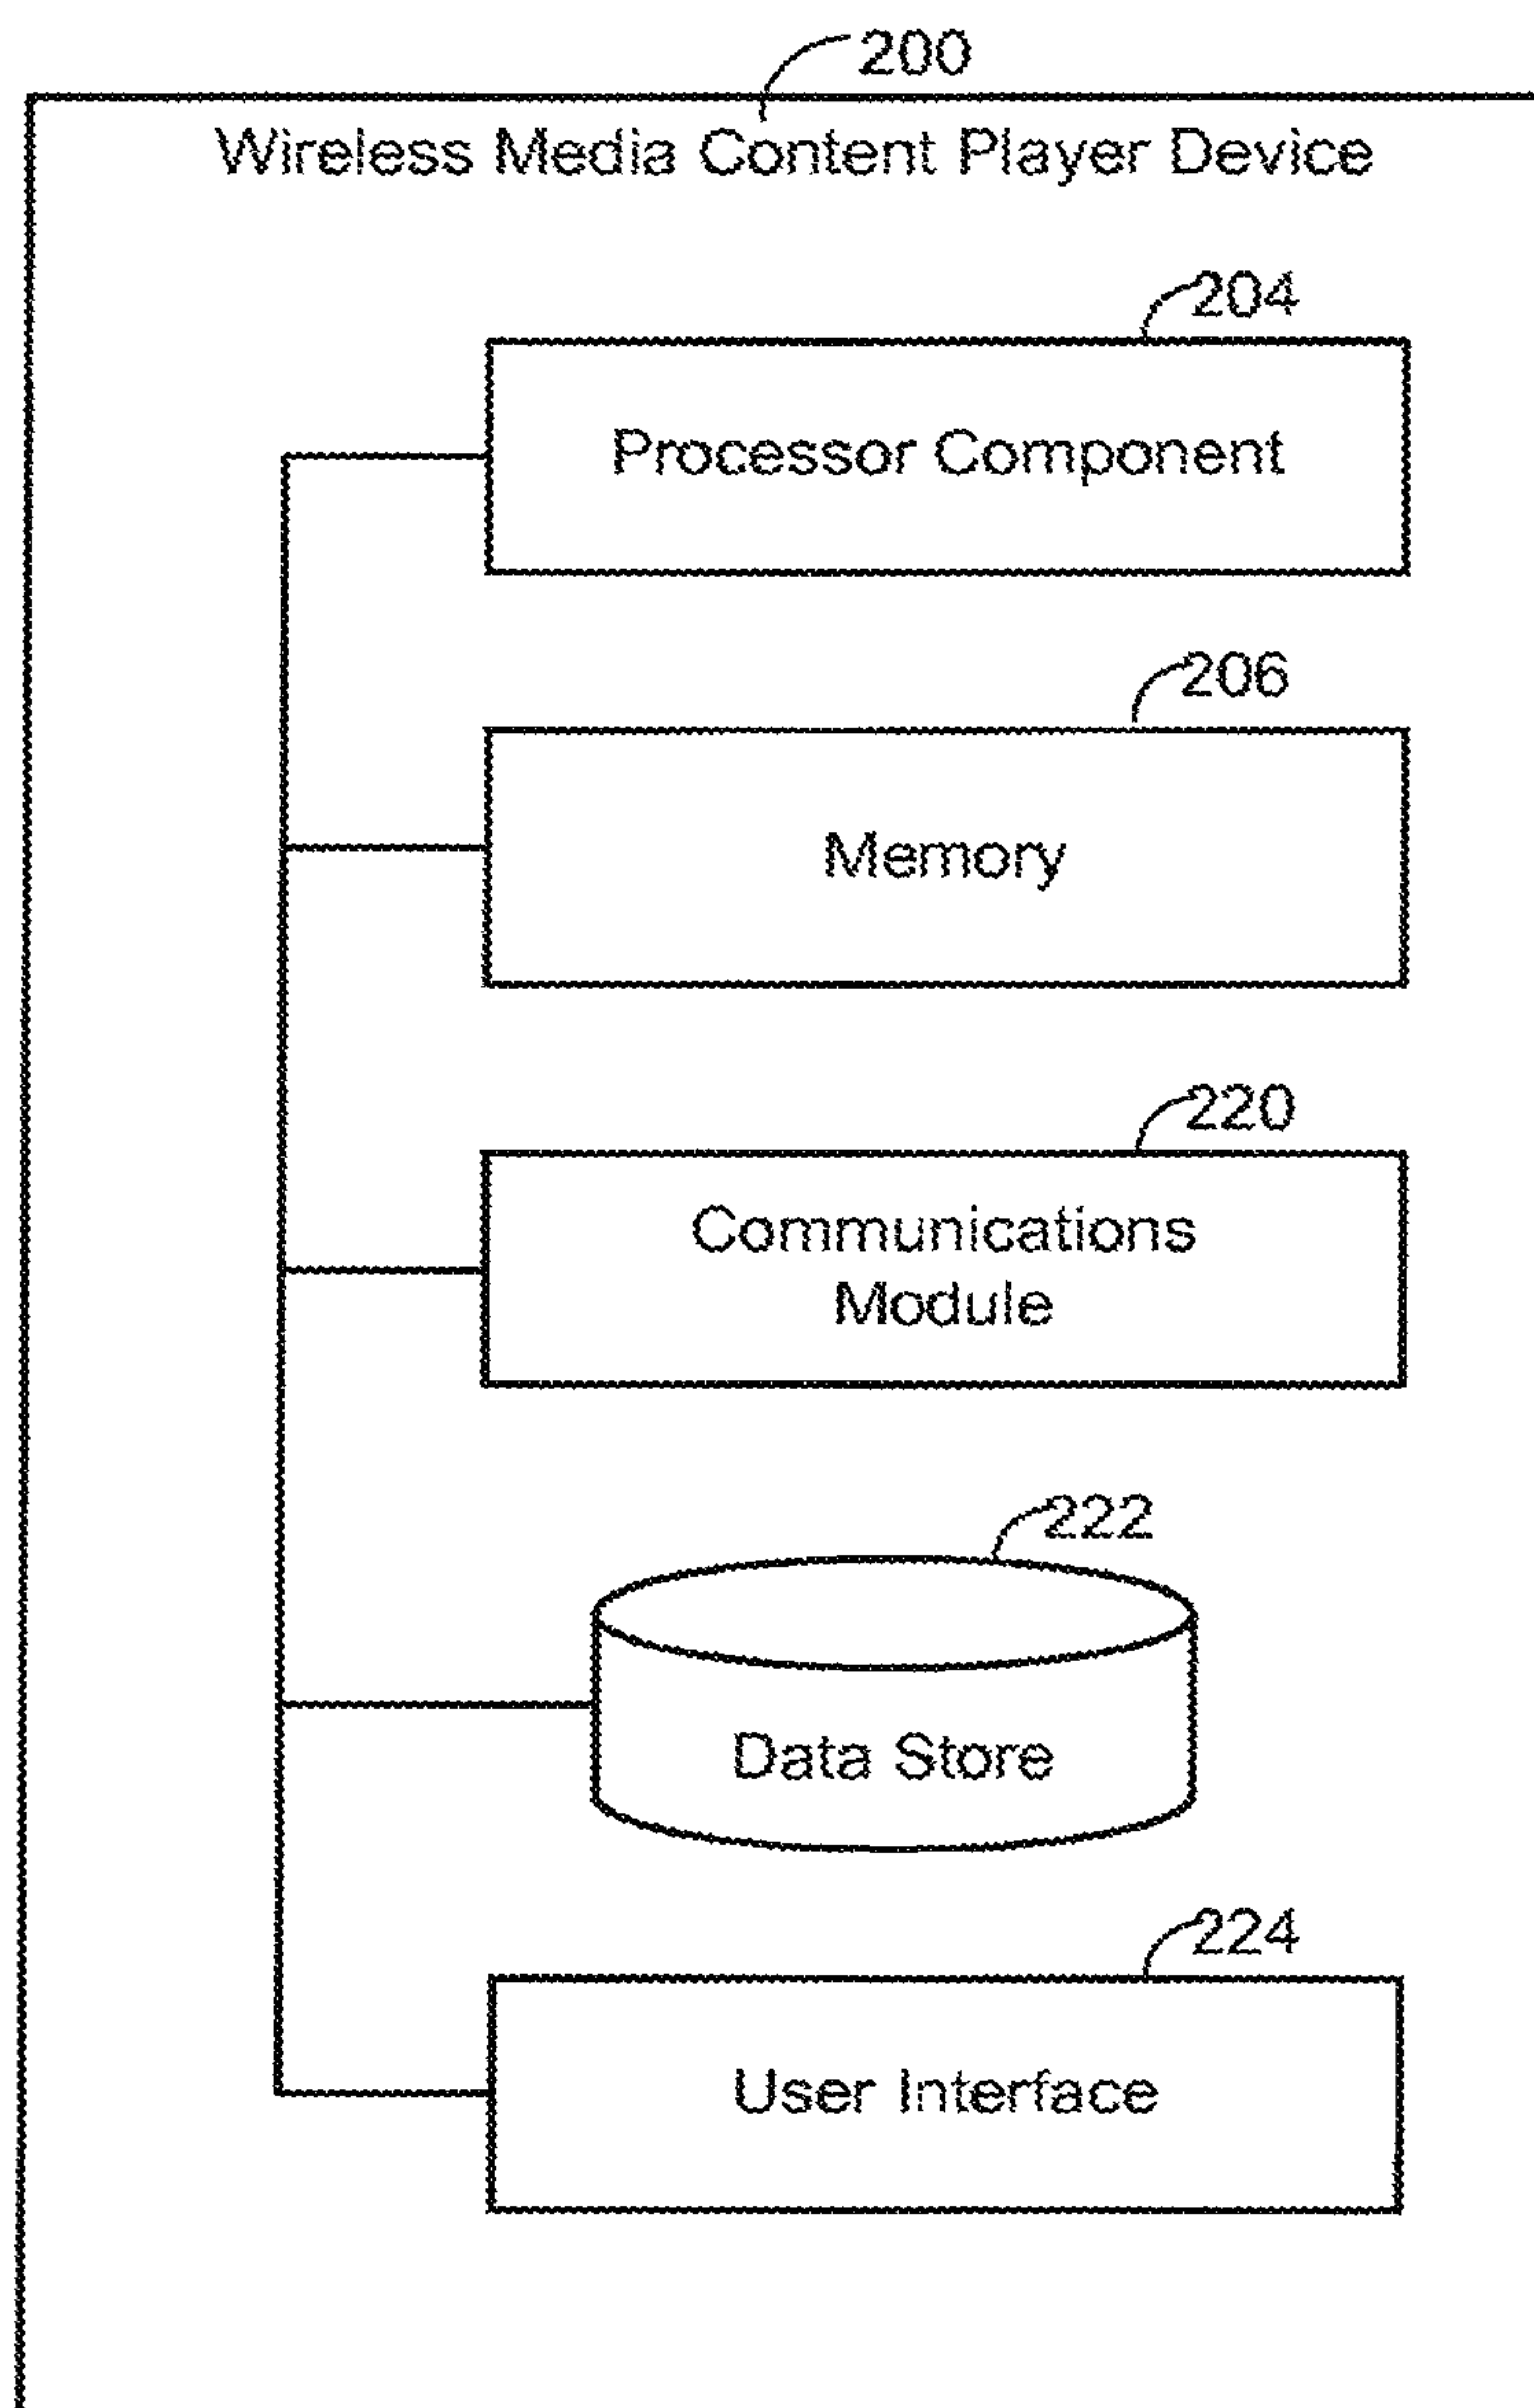 200
Wireless Media Content Player Device
204
Processor Component
206
Memory
220
Communications
Module
222
Data Store
224
User Interface